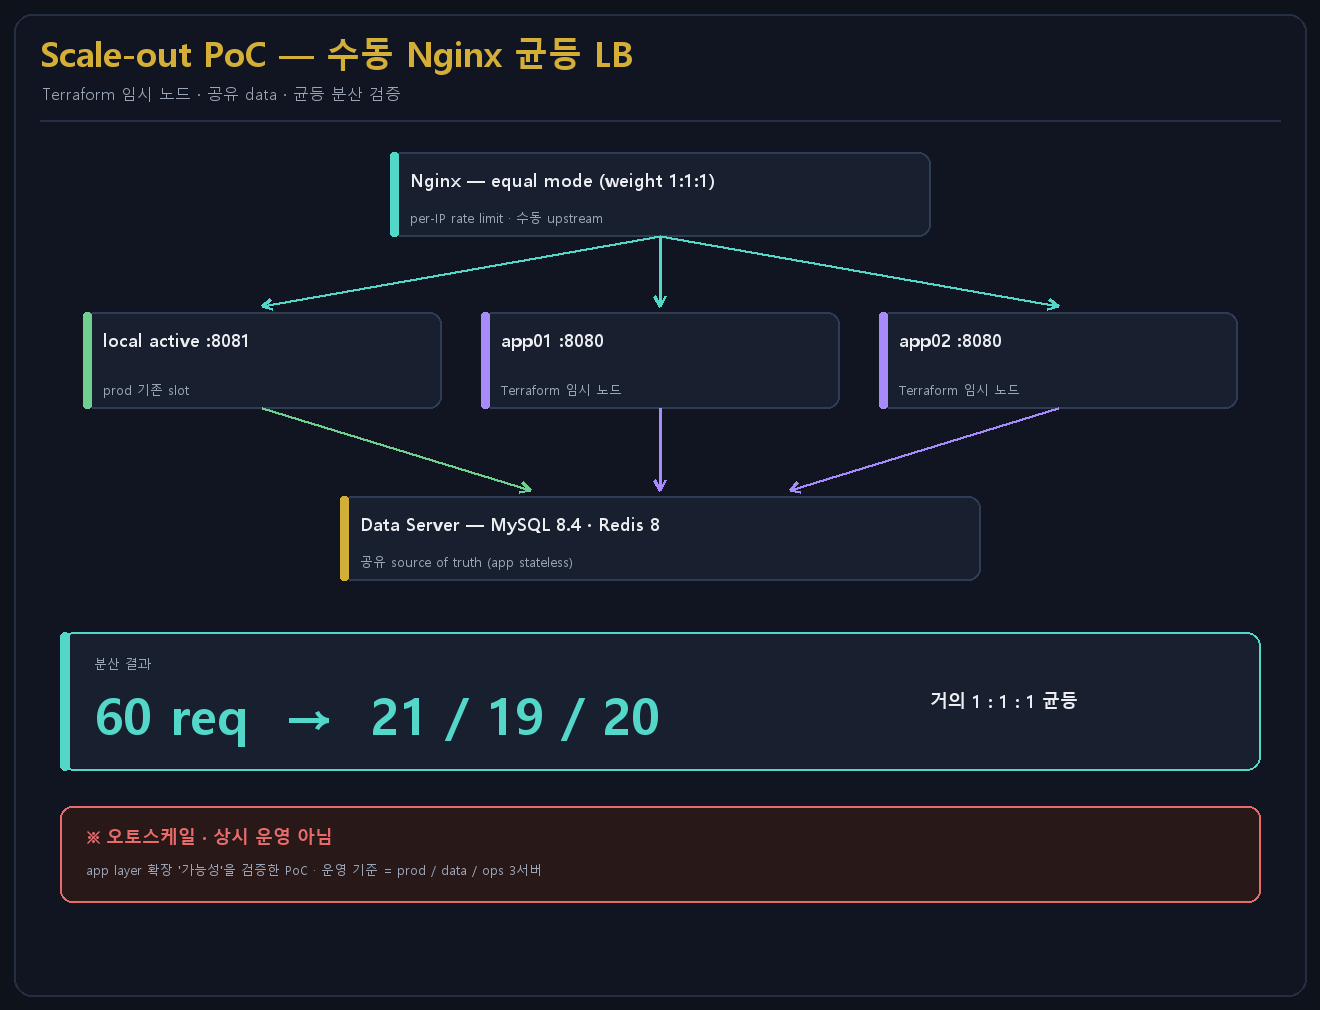 Scale-out PoC — 수동 Nginx 균등 LB
Terraform 임시 노드 · 공유 data · 균등 분산 검증
Nginx — equal mode (weight 1:1:1)
per-IP rate limit · 수동 upstream
local active :8081
prod 기존 slot
app01 :8080
Terraform 임시 노드
app02 :8080
Terraform 임시 노드
Data Server — MySQL 8.4 · Redis 8
공유 source of truth (app stateless)
분산 결과
60 req → 21 / 19 / 20
거의 1 : 1 : 1 균등
※ 오토스케일 · 상시 운영 아님
app layer 확장 '가능성'을 검증한 PoC · 운영 기준 = prod / data / ops 3서버